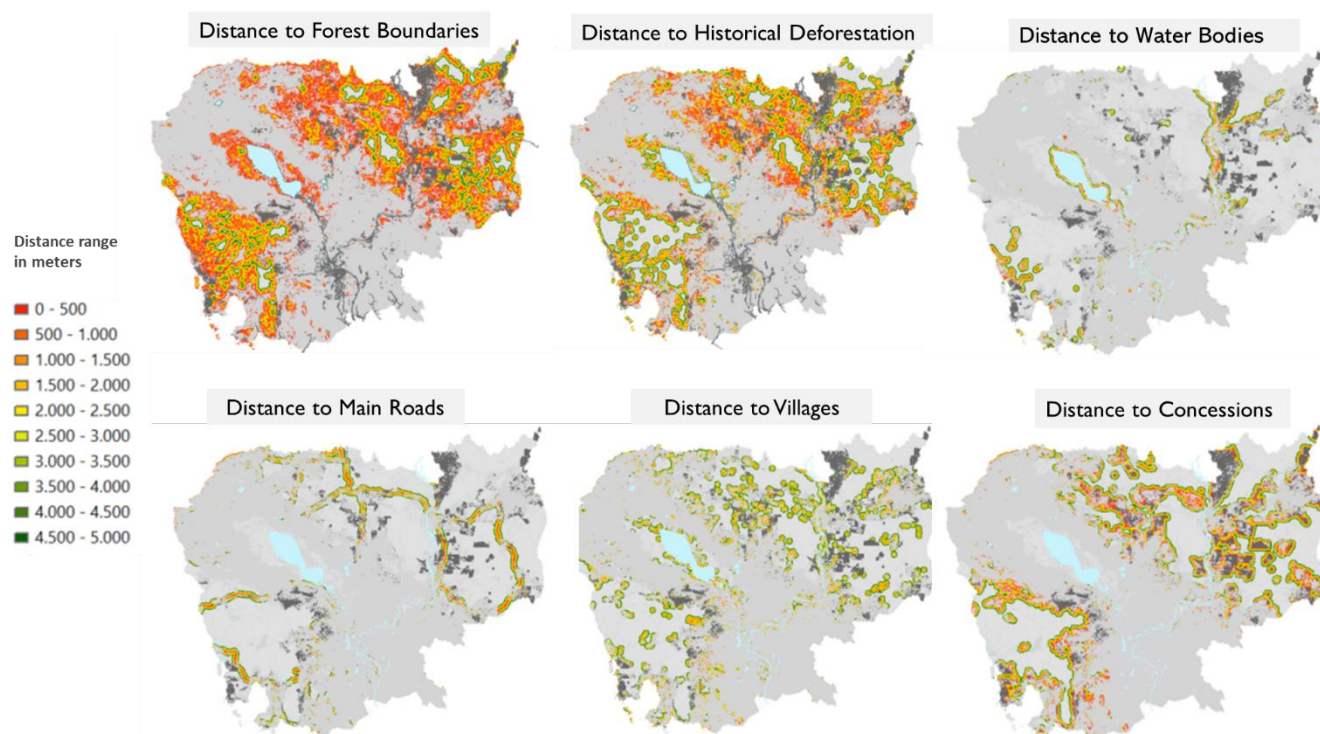 Distance to Forest Boundaries
Distance to Historical Deforestation
Distance to Water Bodies
Distance range
in meters
0 - 500
500 - 1.000
1.000 - 1.500
1.500 - 2.000
2.000 - 2.500
2.500 - 3.000
3.000 - 3.500
3.500 - 4.000
4.000 - 4.500
4.500 - 5.000
Distance to Main Roads
Distance to Villages
Distance to Concessions